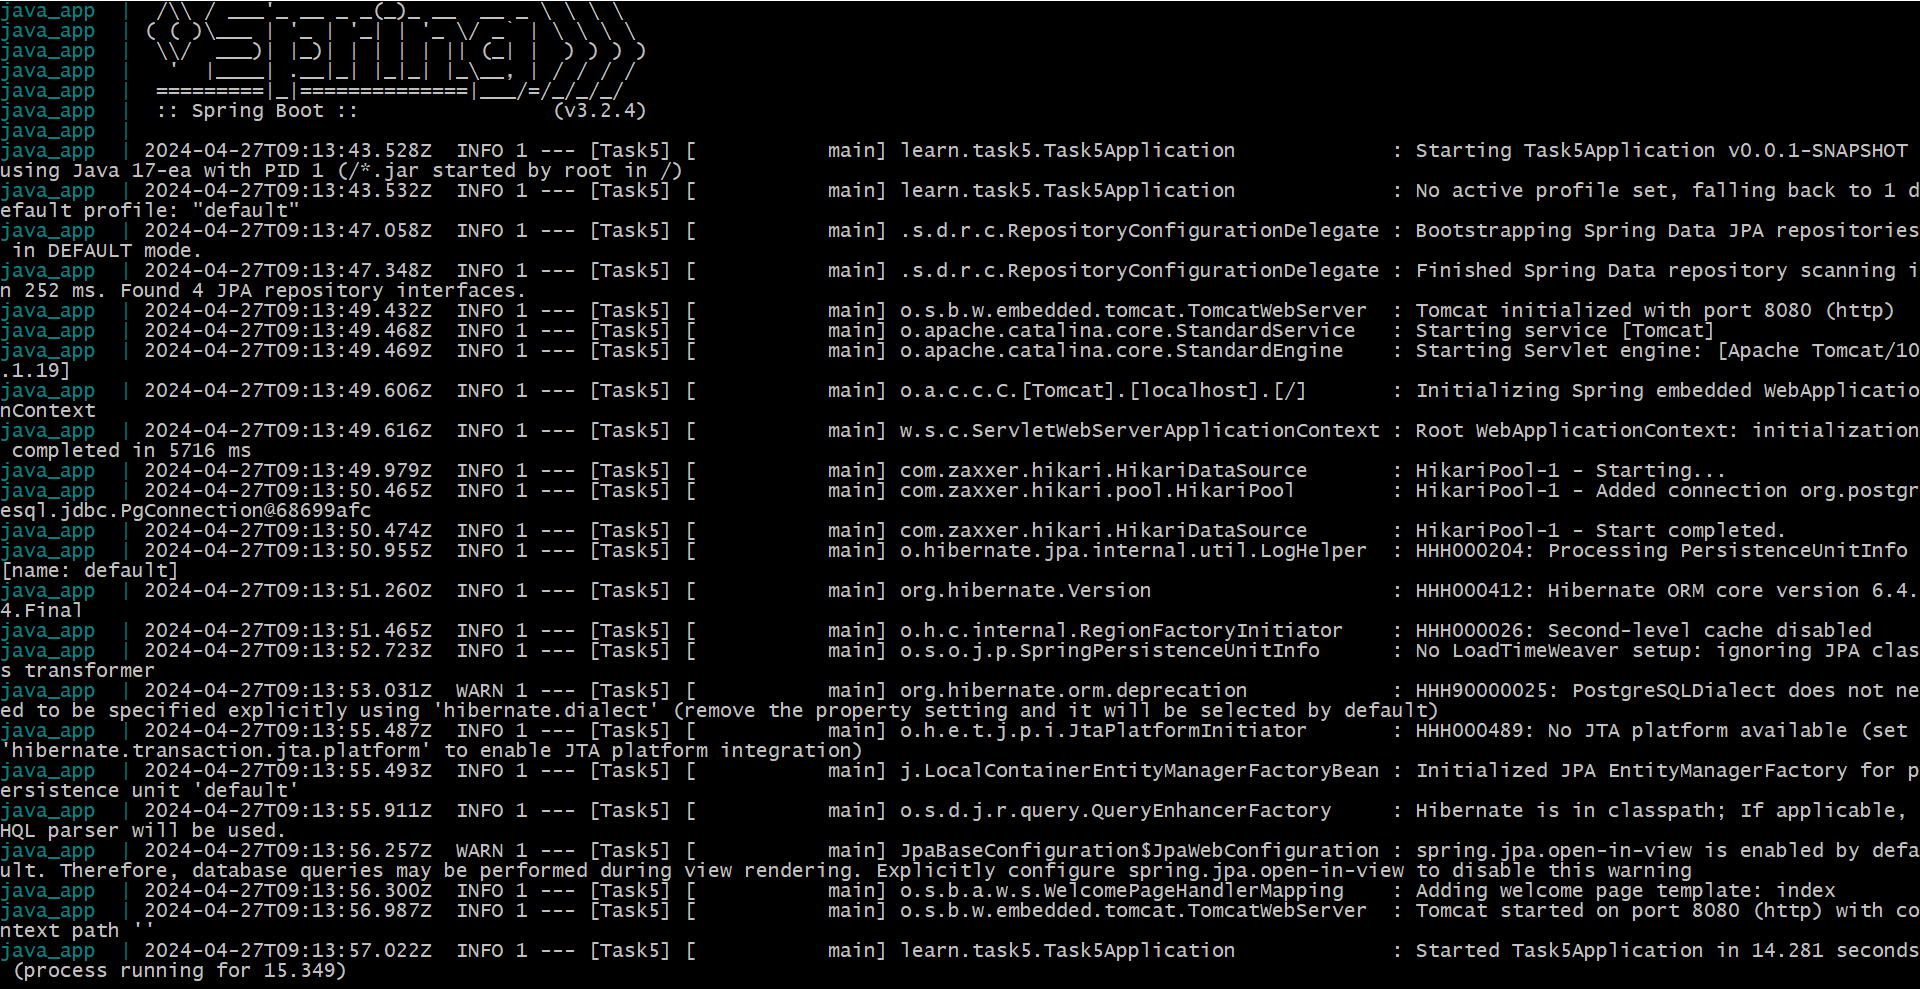 java_app  |  /\\ / ___'_ __ _ _(_)_ __  __ _ \ \ \ \
java_app  | ( ( )\___ | '_ | '_| | '_ \/ _` | \ \ \ \
java_app  |  \\/  ___)| |_)| | | | | || (_| |  ) ) ) )
java_app  |   '  |____| .__|_| |_|_| |_\__, | / / / /
java_app  |  =========|_|==============|___/=/_/_/_/
java_app  |  :: Spring Boot ::                (v3.2.4)
java_app  |
java_app  | 2024-04-27T09:13:43.528Z  INFO 1 --- [Task5] [           main] learn.task5.Task5Application             : Starting Task5Application v0.0.1-SNAPSHOT
using Java 17-ea with PID 1 (/*.jar started by root in /)
java_app  | 2024-04-27T09:13:43.532Z  INFO 1 --- [Task5] [           main] learn.task5.Task5Application             : No active profile set, falling back to 1 d
efault profile: "default"
java_app  | 2024-04-27T09:13:47.058Z  INFO 1 --- [Task5] [           main] .s.d.r.c.RepositoryConfigurationDelegate : Bootstrapping Spring Data JPA repositories
 in DEFAULT mode.
java_app  | 2024-04-27T09:13:47.348Z  INFO 1 --- [Task5] [           main] .s.d.r.c.RepositoryConfigurationDelegate : Finished Spring Data repository scanning i
n 252 ms. Found 4 JPA repository interfaces.
java_app  | 2024-04-27T09:13:49.432Z  INFO 1 --- [Task5] [           main] o.s.b.w.embedded.tomcat.TomcatWebServer  : Tomcat initialized with port 8080 (http)
java_app  | 2024-04-27T09:13:49.468Z  INFO 1 --- [Task5] [           main] o.apache.catalina.core.StandardService   : Starting service [Tomcat]
java_app  | 2024-04-27T09:13:49.469Z  INFO 1 --- [Task5] [           main] o.apache.catalina.core.StandardEngine    : Starting Servlet engine: [Apache Tomcat/10
.1.19]
java_app  | 2024-04-27T09:13:49.606Z  INFO 1 --- [Task5] [           main] o.a.c.c.C.[Tomcat].[localhost].[/]       : Initializing Spring embedded WebApplicatio
nContext
java_app  | 2024-04-27T09:13:49.616Z  INFO 1 --- [Task5] [           main] w.s.c.ServletWebServerApplicationContext : Root WebApplicationContext: initialization
 completed in 5716 ms
java_app  | 2024-04-27T09:13:49.979Z  INFO 1 --- [Task5] [           main] com.zaxxer.hikari.HikariDataSource       : HikariPool-1 - Starting...
java_app  | 2024-04-27T09:13:50.465Z  INFO 1 --- [Task5] [           main] com.zaxxer.hikari.pool.HikariPool        : HikariPool-1 - Added connection org.postgr
esql.jdbc.PgConnection@68699afc
java_app  | 2024-04-27T09:13:50.474Z  INFO 1 --- [Task5] [           main] com.zaxxer.hikari.HikariDataSource       : HikariPool-1 - Start completed.
java_app  | 2024-04-27T09:13:50.955Z  INFO 1 --- [Task5] [           main] o.hibernate.jpa.internal.util.LogHelper  : HHH000204: Processing PersistenceUnitInfo
[name: default]
java_app  | 2024-04-27T09:13:51.260Z  INFO 1 --- [Task5] [           main] org.hibernate.Version                    : HHH000412: Hibernate ORM core version 6.4.
4.Final
java_app  | 2024-04-27T09:13:51.465Z  INFO 1 --- [Task5] [           main] o.h.c.internal.RegionFactoryInitiator    : HHH000026: Second-level cache disabled
java_app  | 2024-04-27T09:13:52.723Z  INFO 1 --- [Task5] [           main] o.s.o.j.p.SpringPersistenceUnitInfo      : No LoadTimeWeaver setup: ignoring JPA clas
s transformer
java_app  | 2024-04-27T09:13:53.031Z  WARN 1 --- [Task5] [           main] org.hibernate.orm.deprecation            : HHH90000025: PostgreSQLDialect does not ne
ed to be specified explicitly using 'hibernate.dialect' (remove the property setting and it will be selected by default)
java_app  | 2024-04-27T09:13:55.487Z  INFO 1 --- [Task5] [           main] o.h.e.t.j.p.i.JtaPlatformInitiator       : HHH000489: No JTA platform available (set
'hibernate.transaction.jta.platform' to enable JTA platform integration)
java_app  | 2024-04-27T09:13:55.493Z  INFO 1 --- [Task5] [           main] j.LocalContainerEntityManagerFactoryBean : Initialized JPA EntityManagerFactory for p
ersistence unit 'default'
java_app  | 2024-04-27T09:13:55.911Z  INFO 1 --- [Task5] [           main] o.s.d.j.r.query.QueryEnhancerFactory     : Hibernate is in classpath; If applicable,
HQL parser will be used.
java_app  | 2024-04-27T09:13:56.257Z  WARN 1 --- [Task5] [           main] JpaBaseConfiguration$JpaWebConfiguration : spring.jpa.open-in-view is enabled by defa
ult. Therefore, database queries may be performed during view rendering. Explicitly configure spring.jpa.open-in-view to disable this warning
java_app  | 2024-04-27T09:13:56.300Z  INFO 1 --- [Task5] [           main] o.s.b.a.w.s.WelcomePageHandlerMapping    : Adding welcome page template: index
java_app  | 2024-04-27T09:13:56.987Z  INFO 1 --- [Task5] [           main] o.s.b.w.embedded.tomcat.TomcatWebServer  : Tomcat started on port 8080 (http) with co
ntext path ''
java_app  | 2024-04-27T09:13:57.022Z  INFO 1 --- [Task5] [           main] learn.task5.Task5Application             : Started Task5Application in 14.281 seconds
 (process running for 15.349)